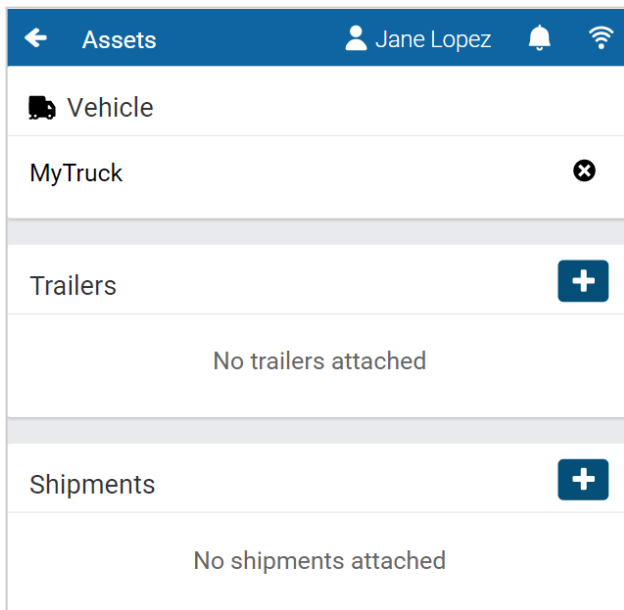 Assets Jane Lopez
Vehicle
MyTruck
Trailers
No trailers attached
Shipments
No shipments attached